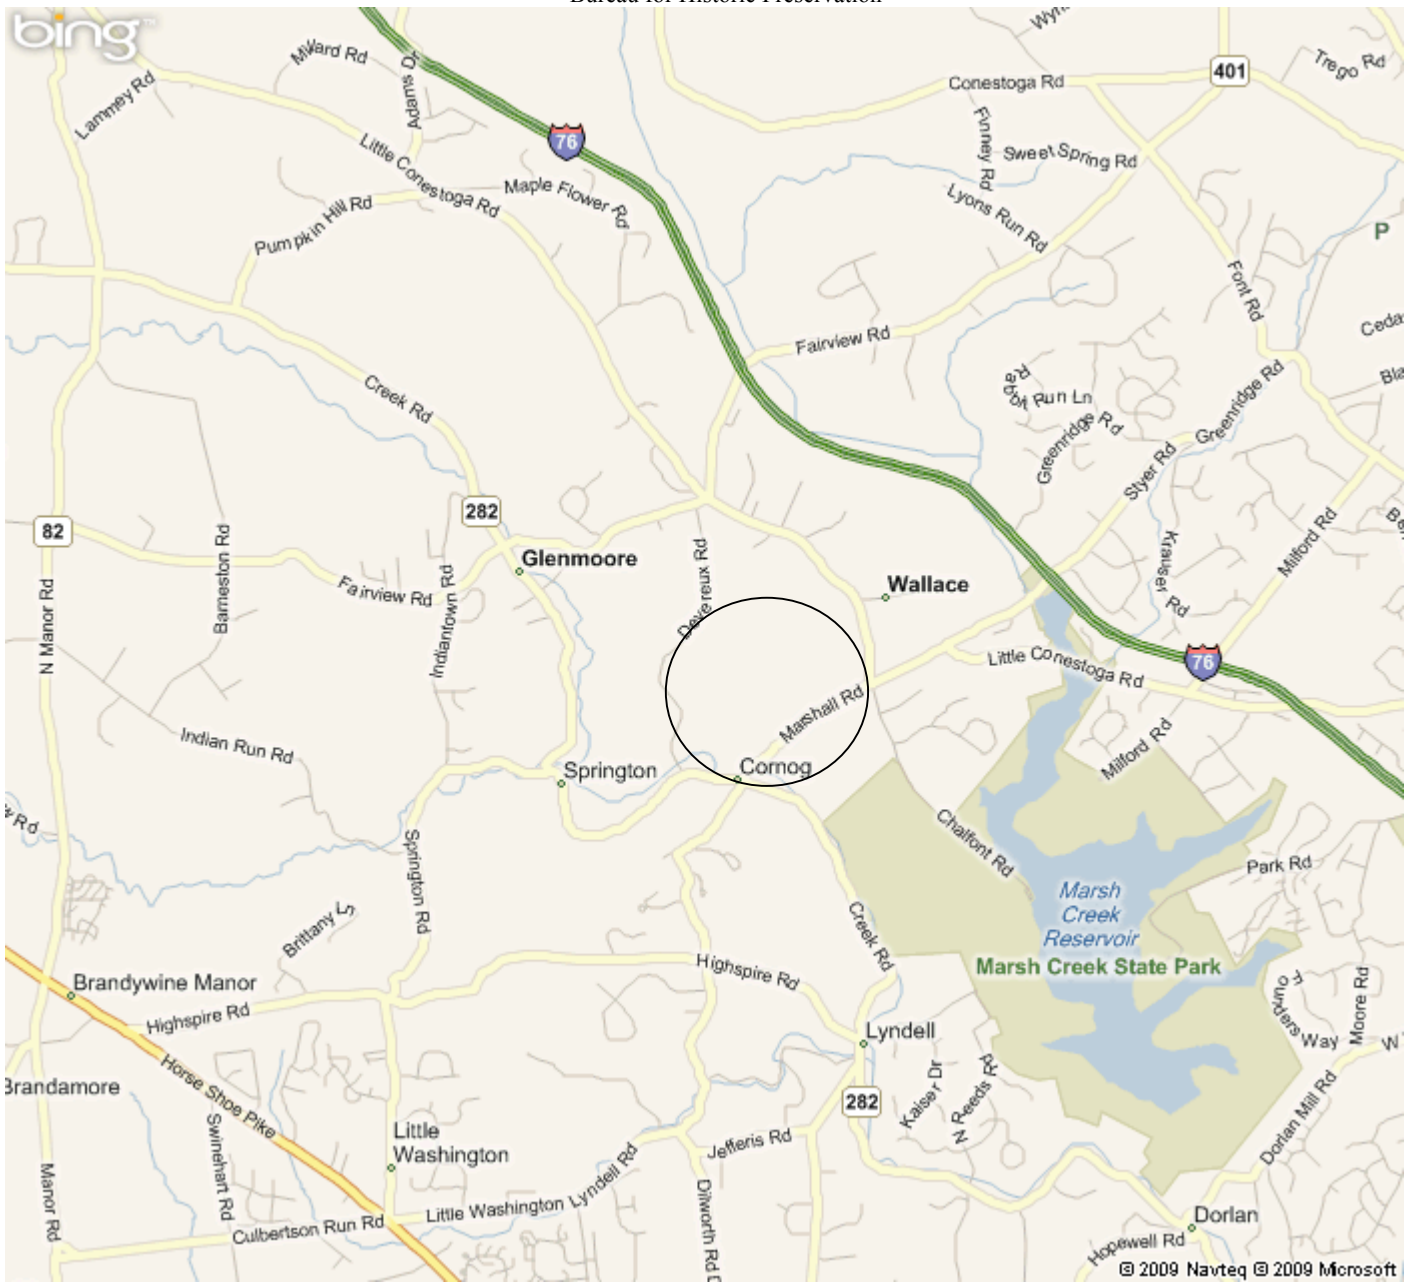 Bureau for Historic Preservation
bing™
Millard Rd
Adams Dr
Lammey Rd
76
Little Conestoga Rd
Maple Flower Rd
Pumpkin Hill Rd
Conestoga Rd
401
Trego Rd
Finney Rd
Sweet Spring Rd
Lyons Run Rd
P
Font Rd
Fairview Rd
Creek Rd
Rabbit Run Ln
Greenridge Rd
Greenridge Rd
Styer Rd
282
82
Barneston Rd
Glenmoore
Devereux Rd
Krauser Rd
Milford Rd
Fairview Rd
Indiantown Rd
Wallace
N Manor Rd
Little Conestoga Rd
76
Marshall Rd
Indian Run Rd
Springton
Cornog
Milford Rd
Springton Rd
Chalfont Rd
Park Rd
Marsh
Creek
Reservoir
Marsh Creek State Park
Brittany Ln
Creek Rd
Highspire Rd
Brandywine Manor
Highspire Rd
Founders Way
Moore Rd
W
Lyndell
Brandamore
Horse Shoe Pike
Kaiser Dr
N Reeds Rd
282
Dorlan Mill Rd
Swinehart Rd
Little
Washington
Jefferis Rd
Manor Rd
Little Washington Lyndell Rd
Dilworth Rd
Culbertson Run Rd
Dorlan
Hopewell Rd
© 2009 Navteq © 2009 Microsoft